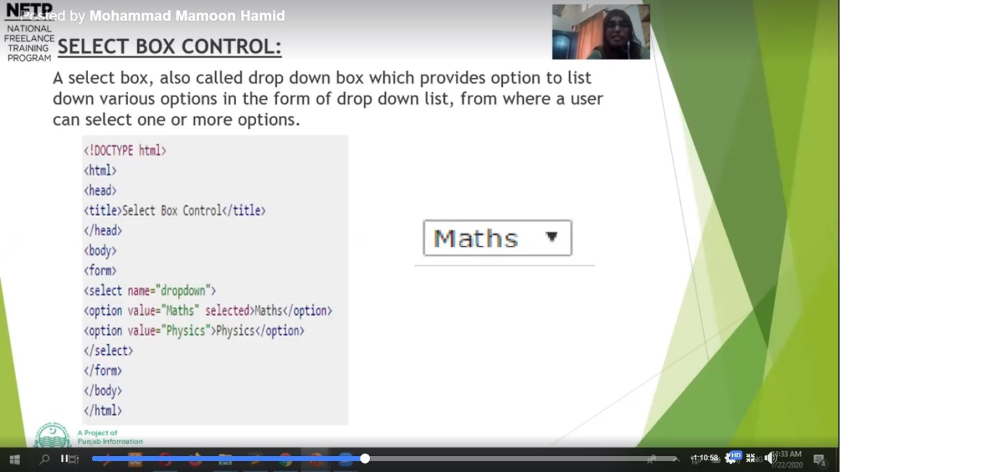 NFTP
Posted by Mohammad Mamoon Hamid
NATIONAL
FREELANCE
TRAINING
PROGRAM
SELECT BOX CONTROL:
A select box, also called drop down box which provides option to list
down various options in the form of drop down list, from where a user
can select one or more options.
<!DOCTYPE html>
<html>
<head>
<title>Select Box Control</title>
</head>
<body>
<form>
<select name="dropdown">
<option value="Maths" selected>Maths</option>
<option value="Physics">Physics</option>
</select>
</form>
</body>
</html>
Maths
A Project of
Punjab Information
-1:10:58
HD
11:33 AM
7/22/2020
4